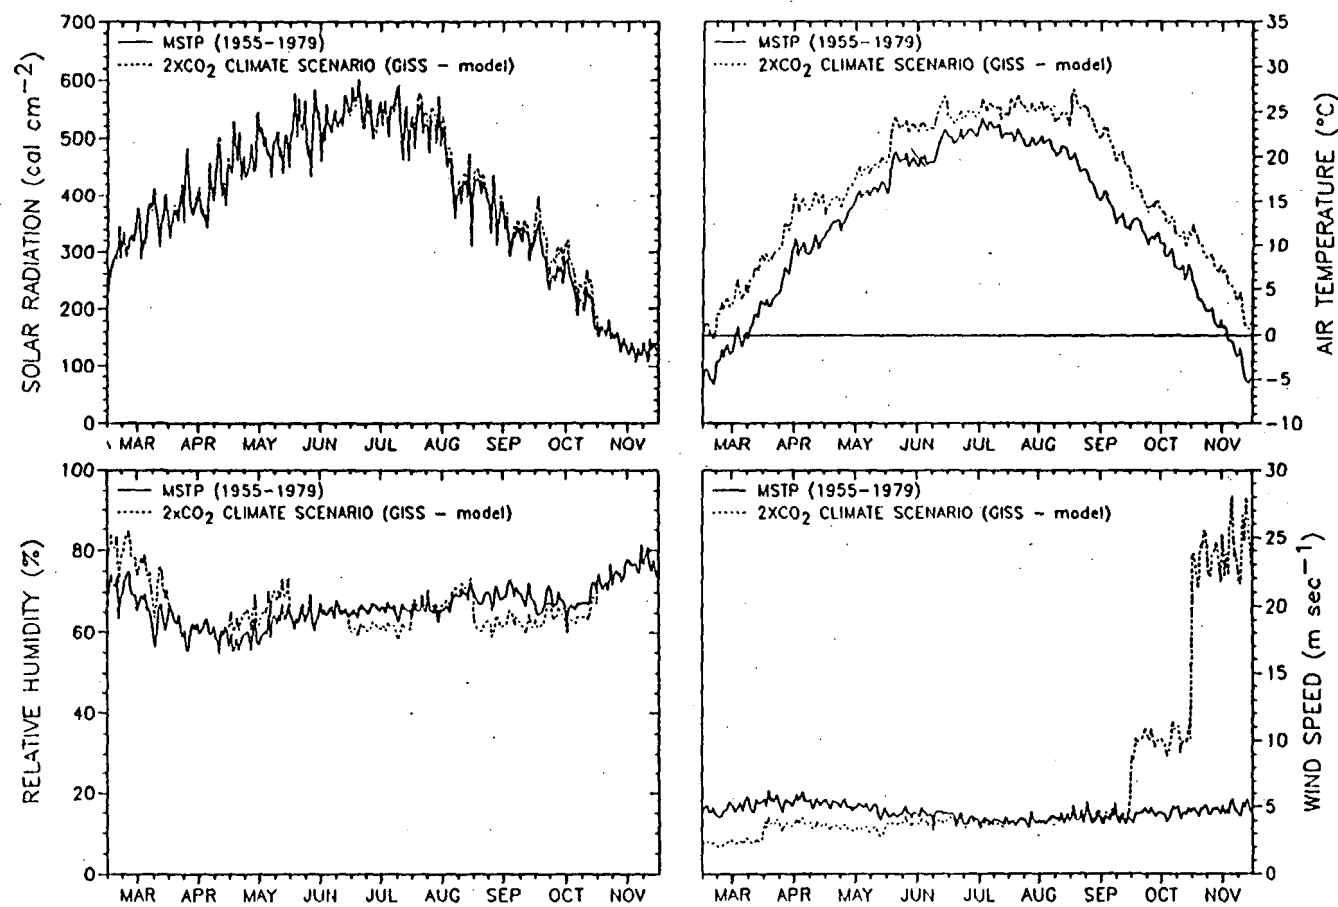 700
600
500
400
300
200
100
0
SOLAR RADIATION (cal cm⁻²)
MSTP (1955-1979)
2XCO₂ CLIMATE SCENARIO (GISS - model)
MAR APR MAY JUN JUL AUG SEP OCT NOV
MSTP (1955-1979)
2XCO₂ CLIMATE SCENARIO (GISS - model)
35
30
25
20
15
10
5
0
-5
-10
AIR TEMPERATURE (°C)
MAR APR MAY JUN JUL AUG SEP OCT NOV
100
80
60
40
20
0
RELATIVE HUMIDITY (%)
MSTP (1955-1979)
2xCO₂ CLIMATE SCENARIO (GISS - model)
MAR APR MAY JUN JUL AUG SEP OCT NOV
MSTP (1955-1979)
2XCO₂ CLIMATE SCENARIO (GISS - model)
30
25
20
15
10
5
0
WIND SPEED (m sec⁻¹)
MAR APR MAY JUN JUL AUG SEP OCT NOV